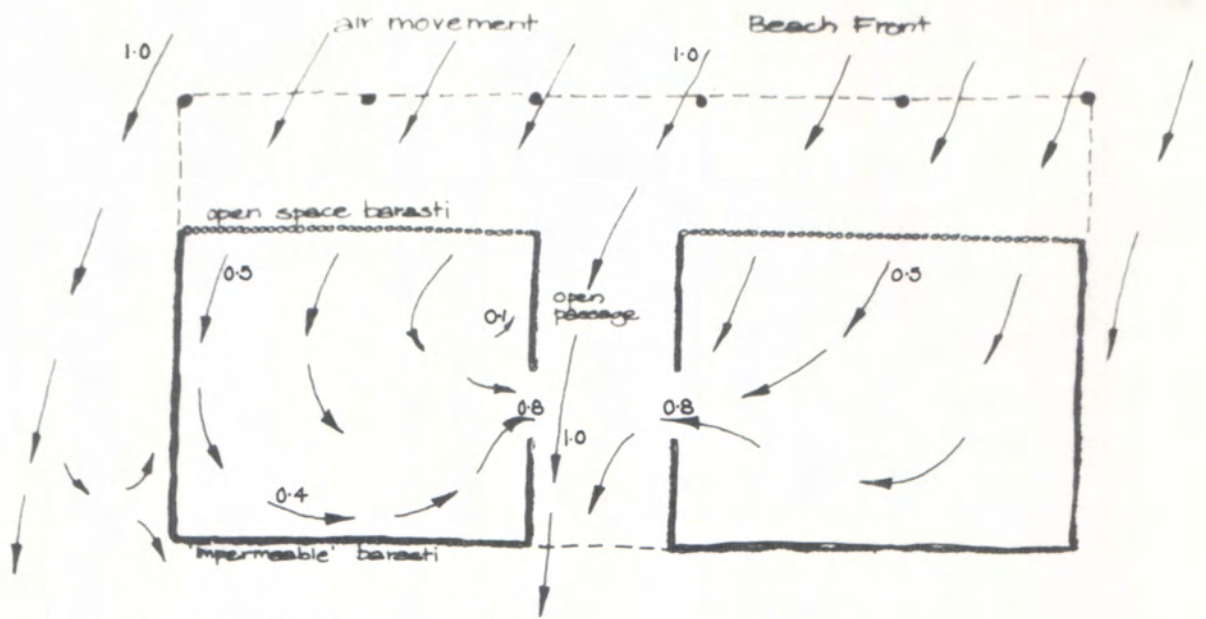 air movement
Beach Front
1.0
1.0
open space barasti
0.5
0.1
open
passage
0.5
0.8
0.8
1.0
0.4
'impermeable' barasti